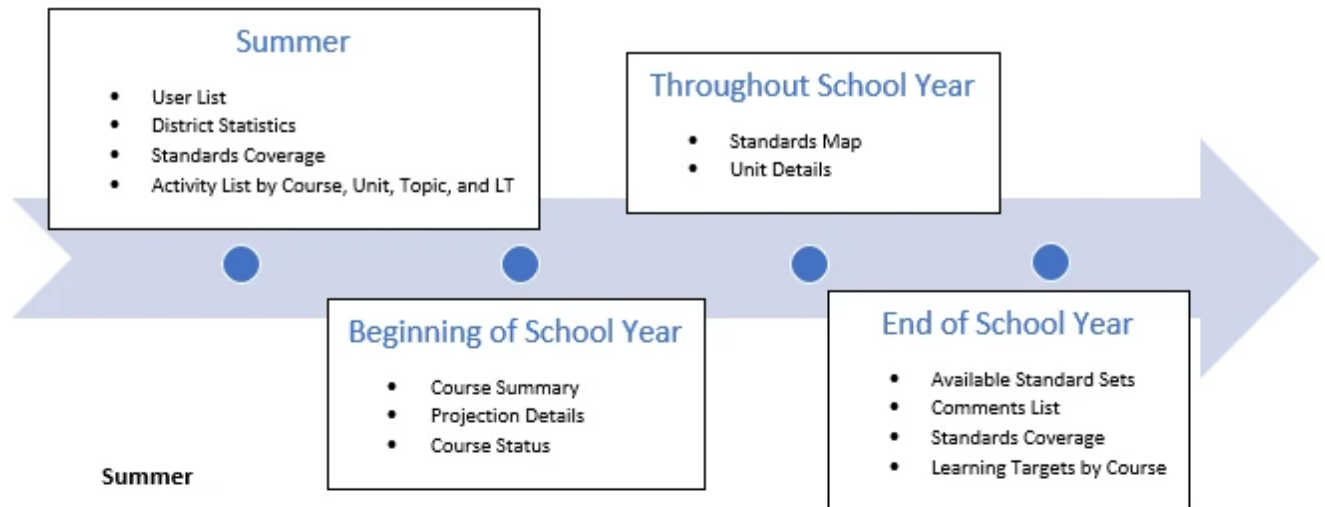 Summer
• User List
• District Statistics
• Standards Coverage
• Activity List by Course, Unit, Topic, and LT
Throughout School Year
• Standards Map
• Unit Details
Beginning of School Year
• Course Summary
• Projection Details
• Course Status
End of School Year
• Available Standard Sets
• Comments List
• Standards Coverage
• Learning Targets by Course
Summer